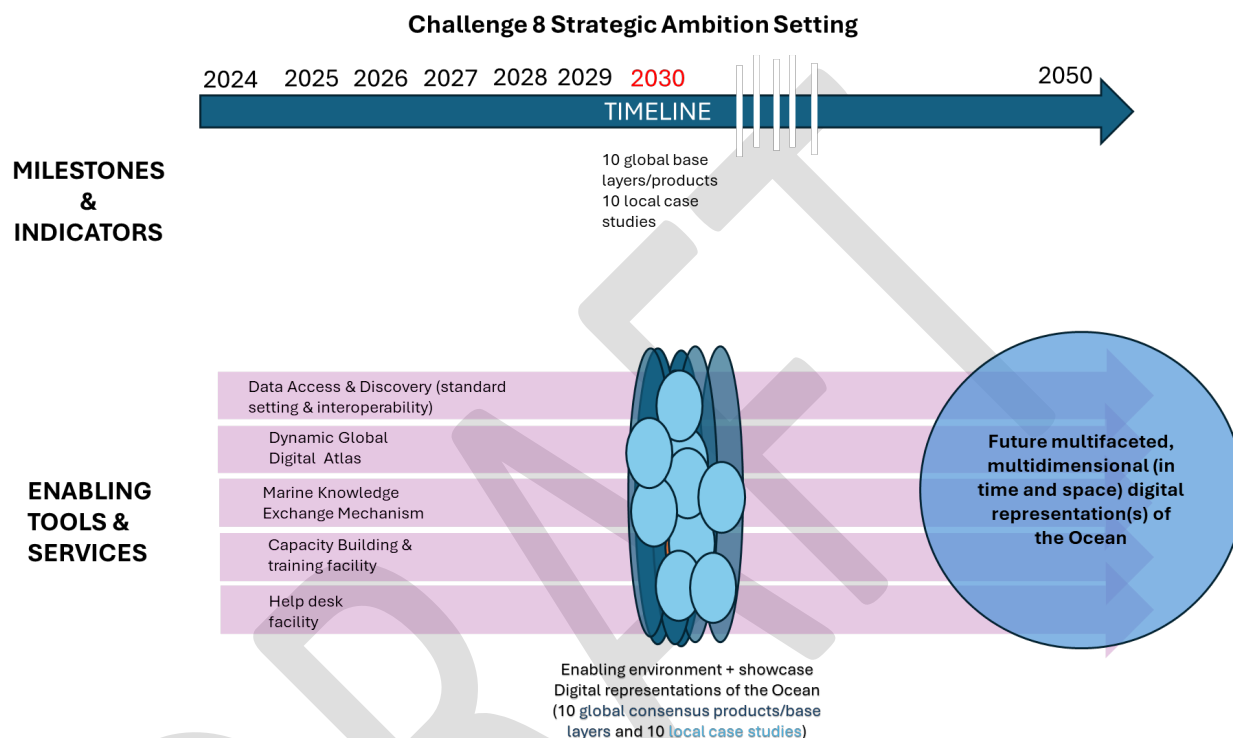 Challenge 8 Strategic Ambition Setting
2024 2025 2026 2027 2028 2029 2030 2050
TIMELINE
MILESTONES
&
INDICATORS
10 global base
layers/products
10 local case
studies
ENABLING
TOOLS &
SERVICES
Data Access & Discovery (standard
setting & interoperability)
Dynamic Global
Digital Atlas
Marine Knowledge
Exchange Mechanism
Capacity Building &
training facility
Help desk
facility
Future multifaceted,
multidimensional (in
time and space) digital
representation(s) of
the Ocean
Enabling environment + showcase
Digital representations of the Ocean
(10 global consensus products/base
layers and 10 local case studies)
DRAFT